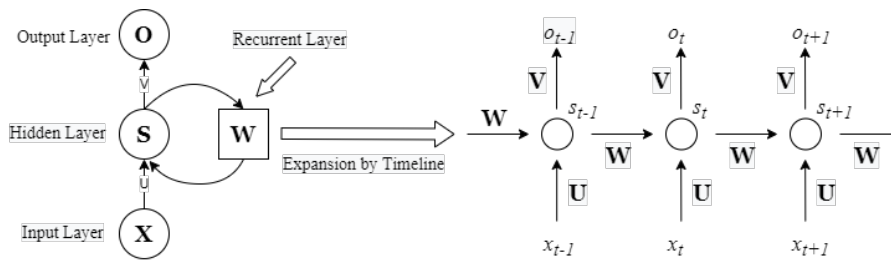 Output Layer
O
Recurrent Layer
V
Hidden Layer
S
W
Expansion by Timeline
U
Input Layer
X
o_{t-1}
o_t
o_{t+1}
V
V
V
s_{t-1}
s_t
s_{t+1}
W
W
W
W
U
U
U
x_{t-1}
x_t
x_{t+1}